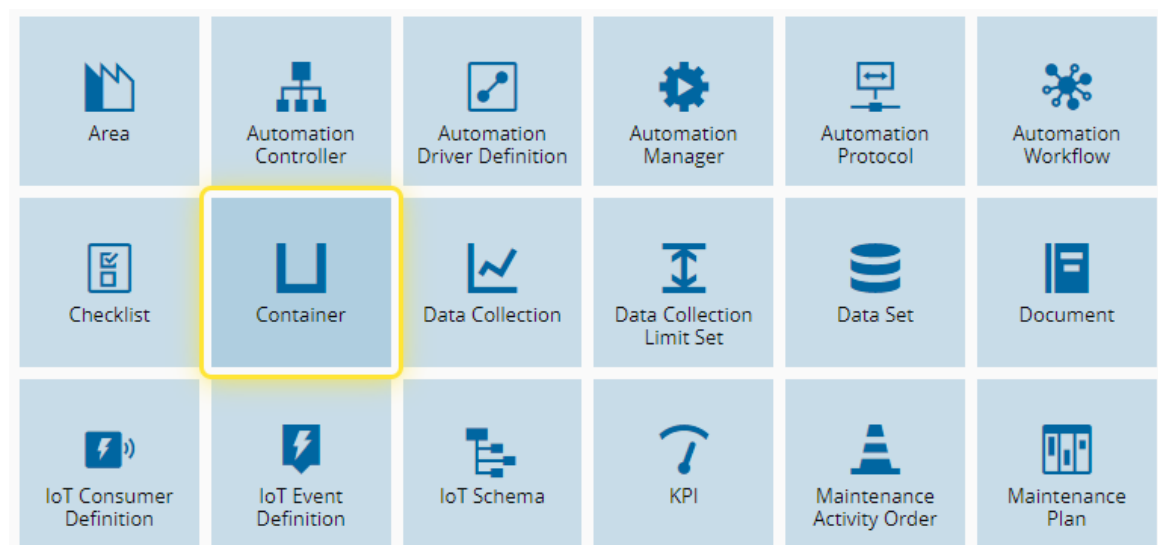 Area
Automation
Controller
Automation
Driver Definition
Automation
Manager
Automation
Protocol
Automation
Workflow
Checklist
Container
Data Collection
Data Collection
Limit Set
Data Set
Document
IoT Consumer
Definition
IoT Event
Definition
IoT Schema
KPI
Maintenance
Activity Order
Maintenance
Plan